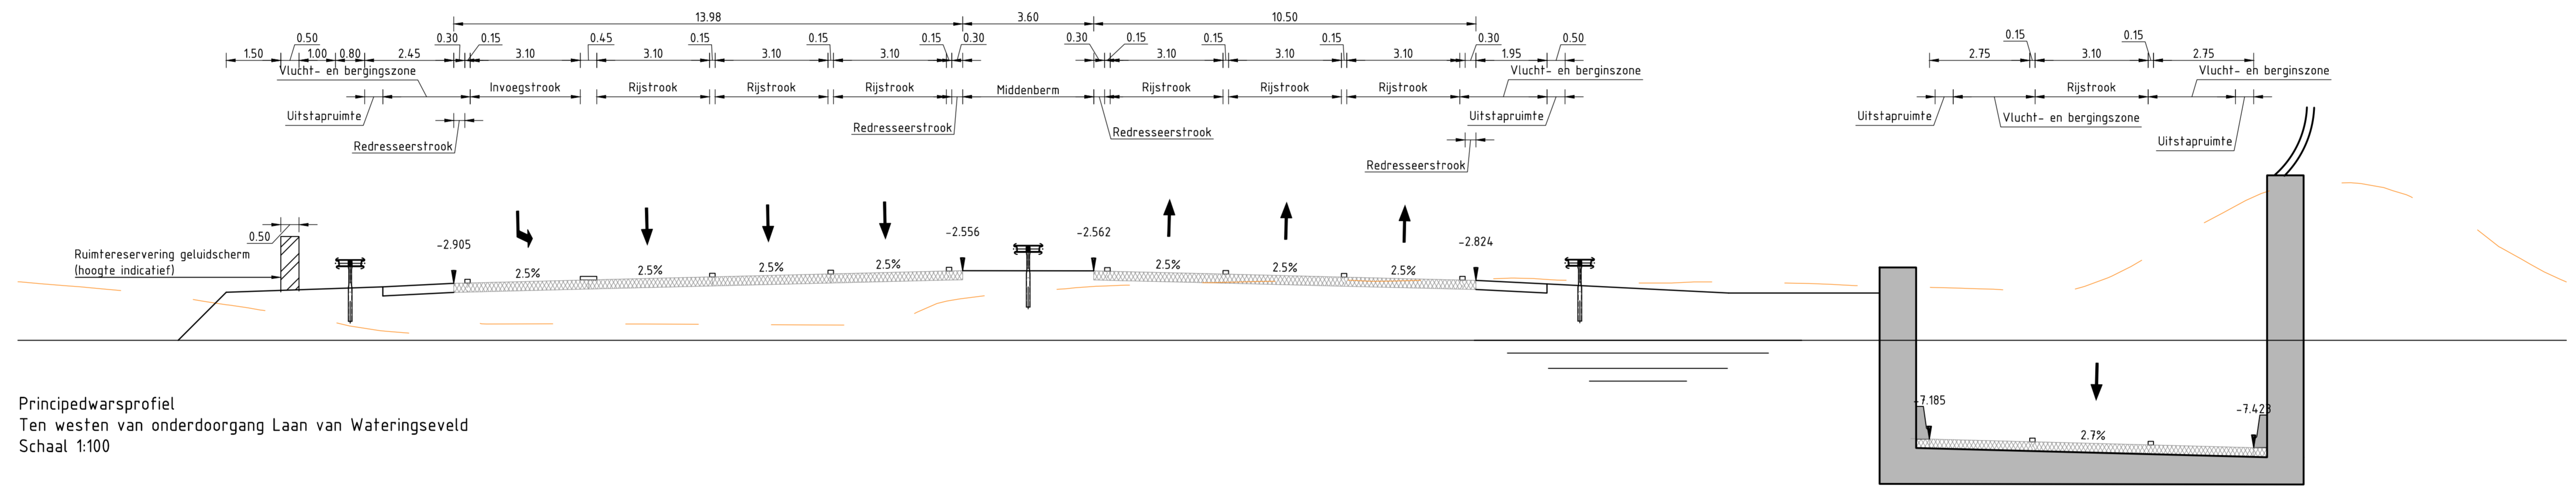 13.98 3.60 10.50
0.50 0.30 0.15 0.45 0.15 0.15 0.15 0.30 0.30 0.15 0.15 0.15 0.30 0.50 0.15 0.15
1.50 1.00 0.80 2.45 3.10 3.10 3.10 3.10 3.10 3.10 3.10 1.95 2.75 3.10 2.75
Vlucht- en bergingszone Vlucht- en berginszone Vlucht- en berginszone
Invoegstrook Rijstrook Rijstrook Rijstrook Middenberm Rijstrook Rijstrook Rijstrook Rijstrook
Uitstapruimte Redresseerstrook Redresseerstrook Uitstapruimte Uitstapruimte Vlucht- en bergingszone
Redresseerstrook Redresseerstrook Uitstapruimte
0.50 -2.905 -2.556 -2.562 -2.824
Ruimtereservering geluidscherm
(hoogte indicatief)
2.5% 2.5% 2.5% 2.5% 2.5% 2.5% 2.5%
Principedwarsprofiel
Ten westen van onderdoorgang Laan van Wateringseveld
Schaal 1:100
-7.185 -7.423
2.7%